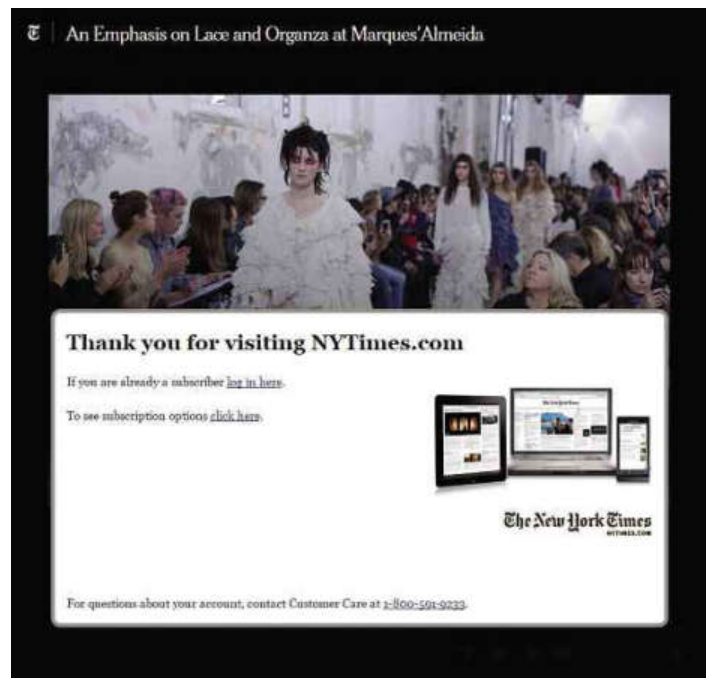 T An Emphasis on Lace and Organza at Marques'Almeida
Thank you for visiting NYTimes.com
If you are already a subscriber log in here.
To see subscription options click here.
The New York Times
NYTIMES.COM
For questions about your account, contact Customer Care at 1-800-591-9233.